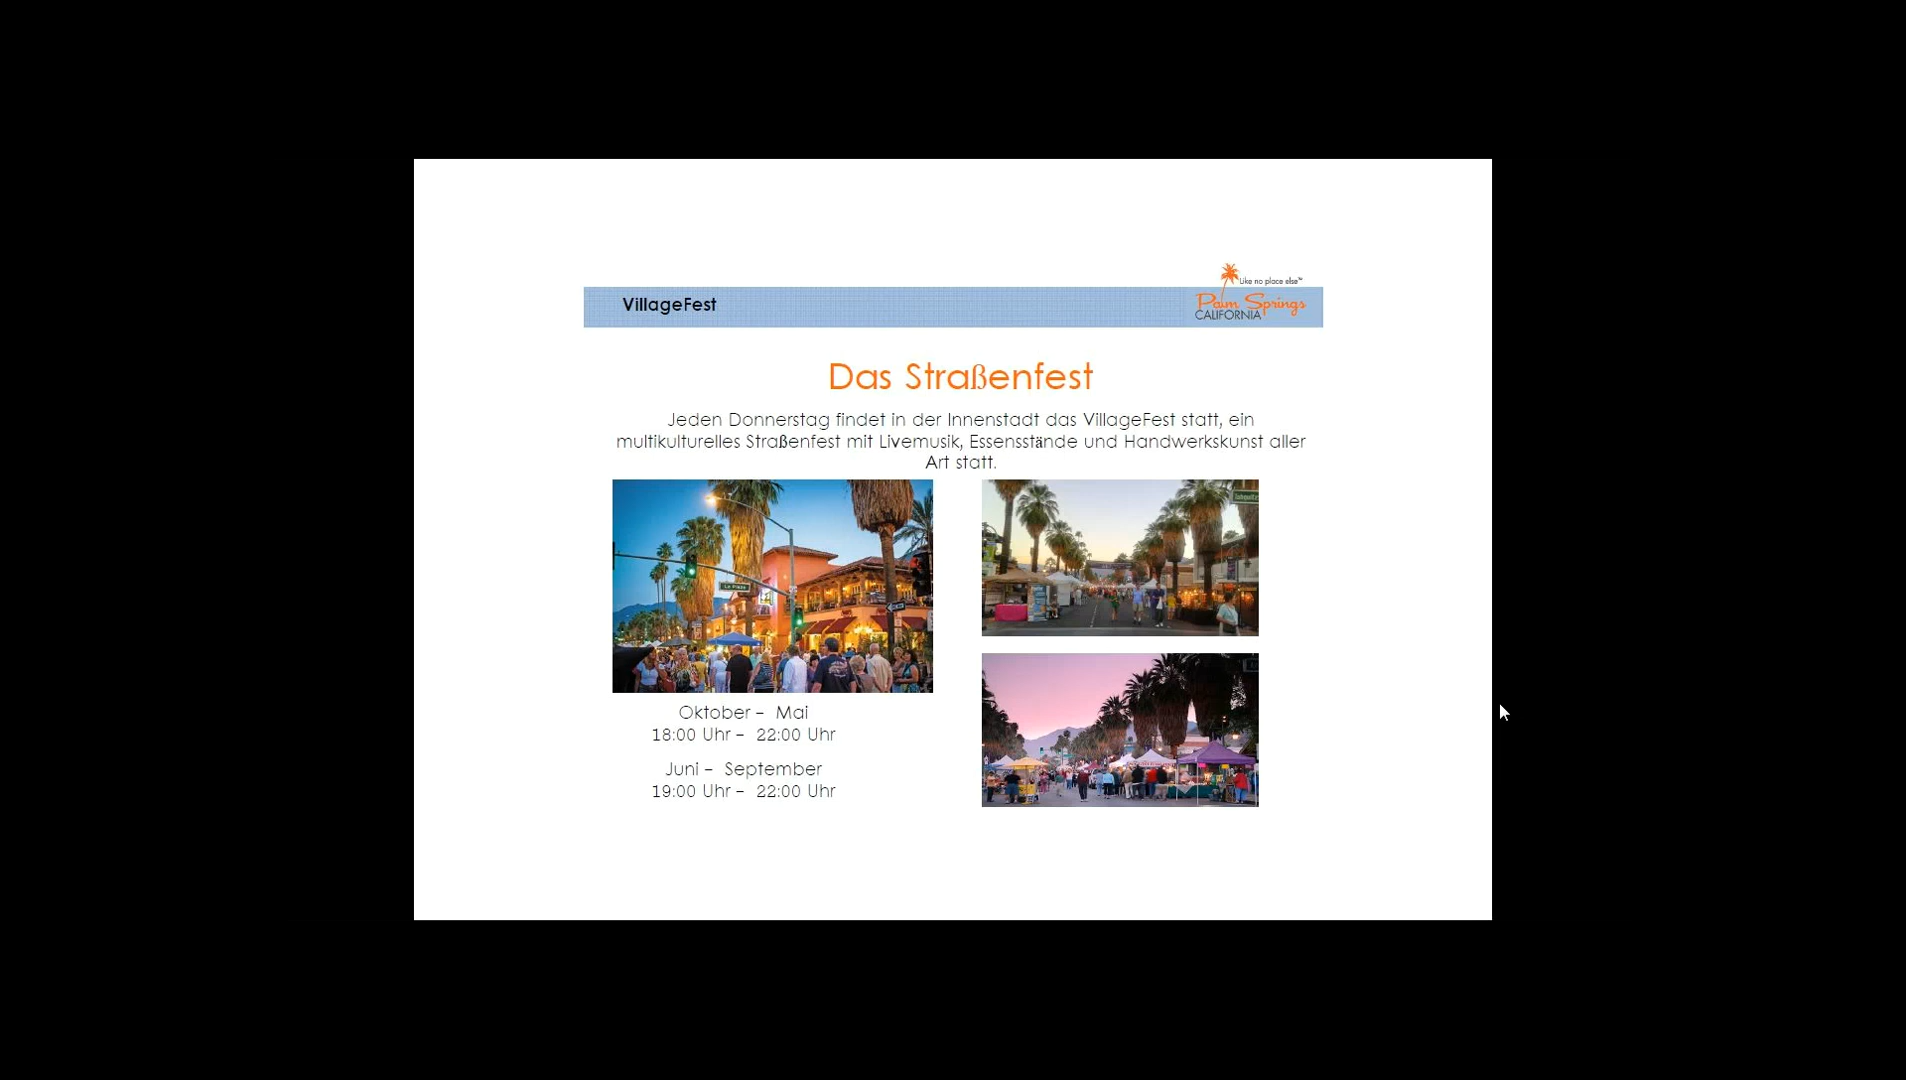 Like no place else™
VillageFest
Palm Springs
CALIFORNIA
Das Straßenfest
Jeden Donnerstag findet in der Innenstadt das VillageFest statt, ein
multikulturelles Straßenfest mit Livemusik, Essensstände und Handwerkskunst aller
Art statt.
Oktober – Mai
18:00 Uhr – 22:00 Uhr
Juni – September
19:00 Uhr – 22:00 Uhr